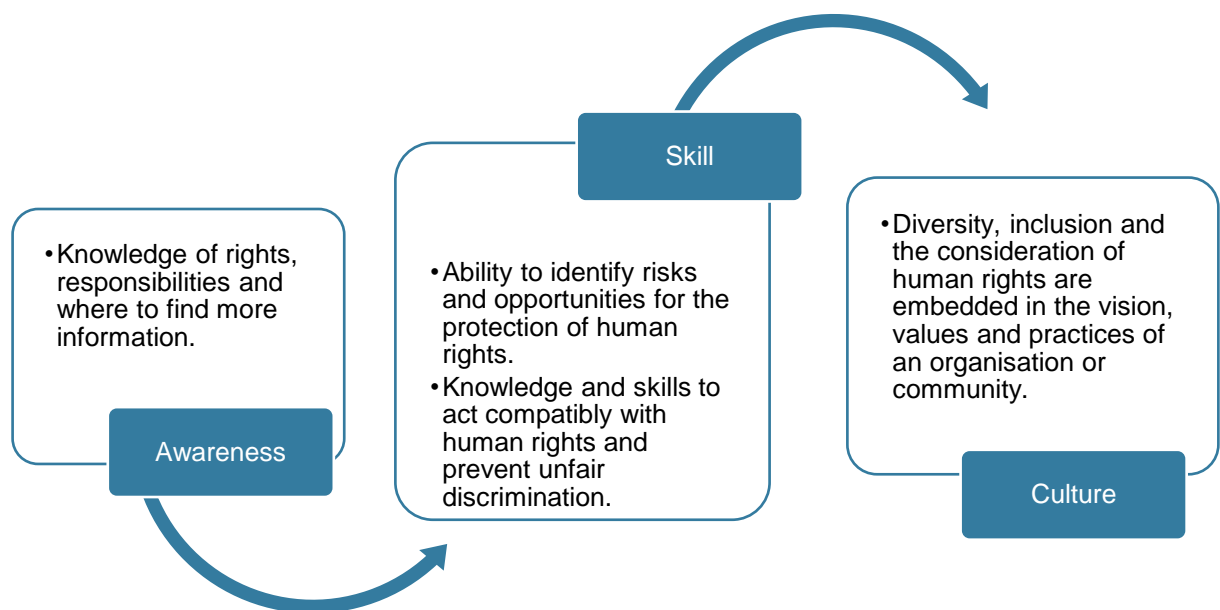 •Knowledge of rights,
responsibilities and
where to find more
information.
Awareness
Skill
•Ability to identify risks
and opportunities for the
protection of human
rights.
•Knowledge and skills to
act compatibly with
human rights and
prevent unfair
discrimination.
•Diversity, inclusion and
the consideration of
human rights are
embedded in the vision,
values and practices of
an organisation or
community.
Culture